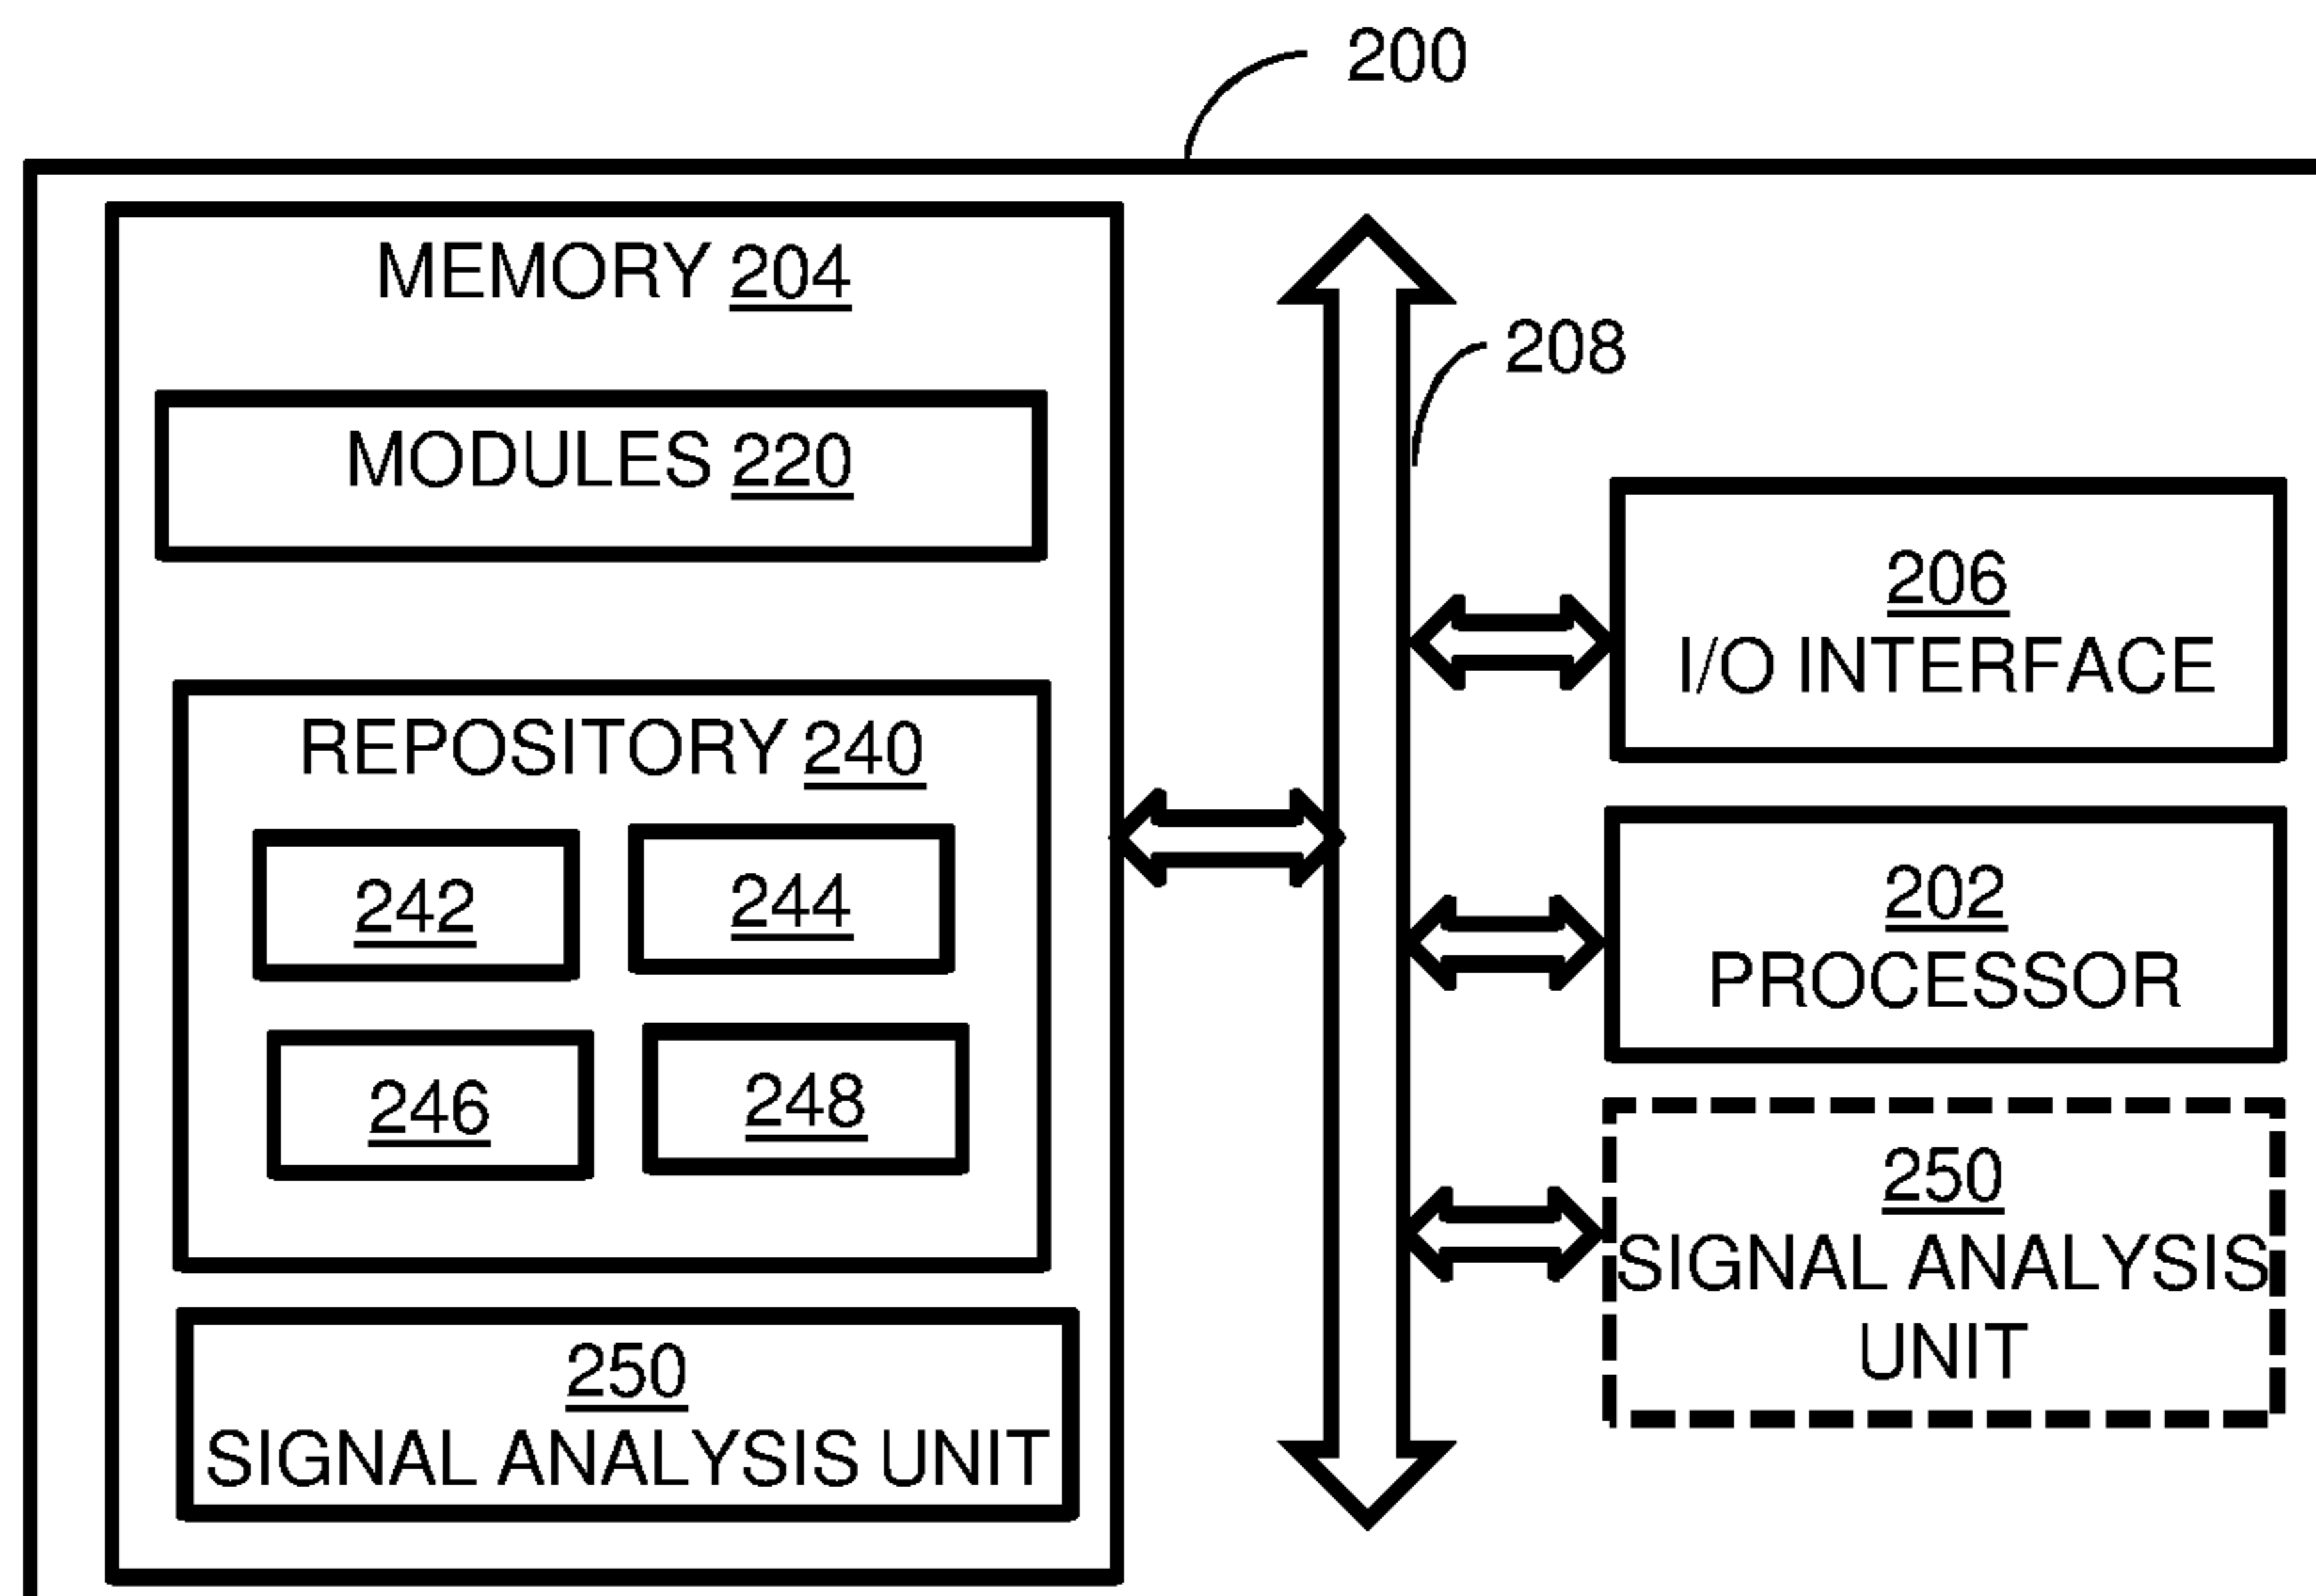 200
MEMORY 204
MODULES 220
REPOSITORY 240
242
244
246
248
250
SIGNAL ANALYSIS UNIT
208
206
I/O INTERFACE
202
PROCESSOR
250
SIGNAL ANALYSIS
UNIT